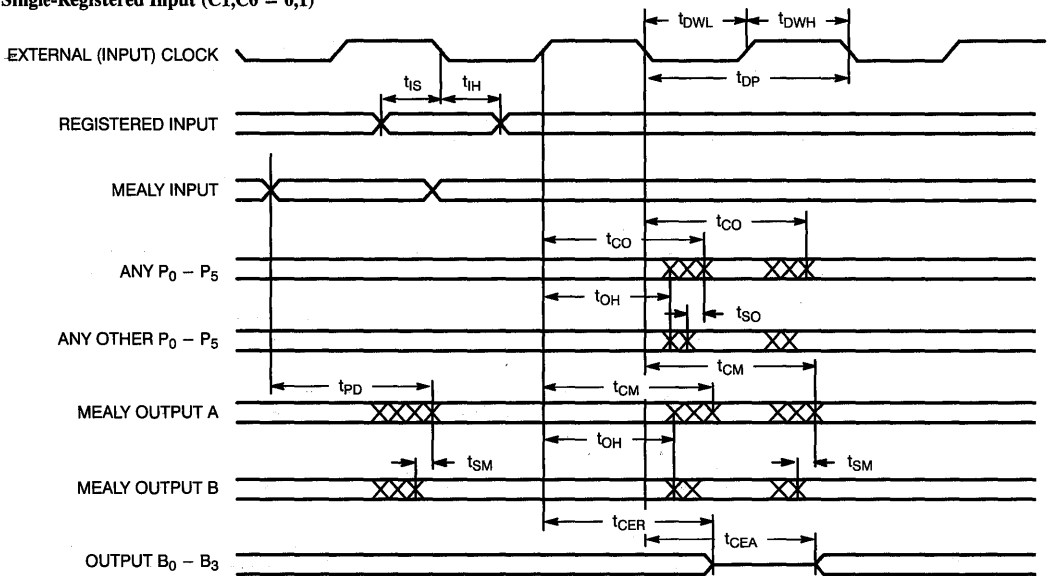 Single-Registered Input (C1,C0 = 0,1)
tDWL tDWH
EXTERNAL (INPUT) CLOCK
tDP
tIS tIH
REGISTERED INPUT
MEALY INPUT
tCO
tCO
ANY P0 – P5
tOH
tSO
ANY OTHER P0 – P5
tCM
tPD tCM
MEALY OUTPUT A
tOH
tSM tSM
MEALY OUTPUT B
tCER
tCEA
OUTPUT B0 – B3